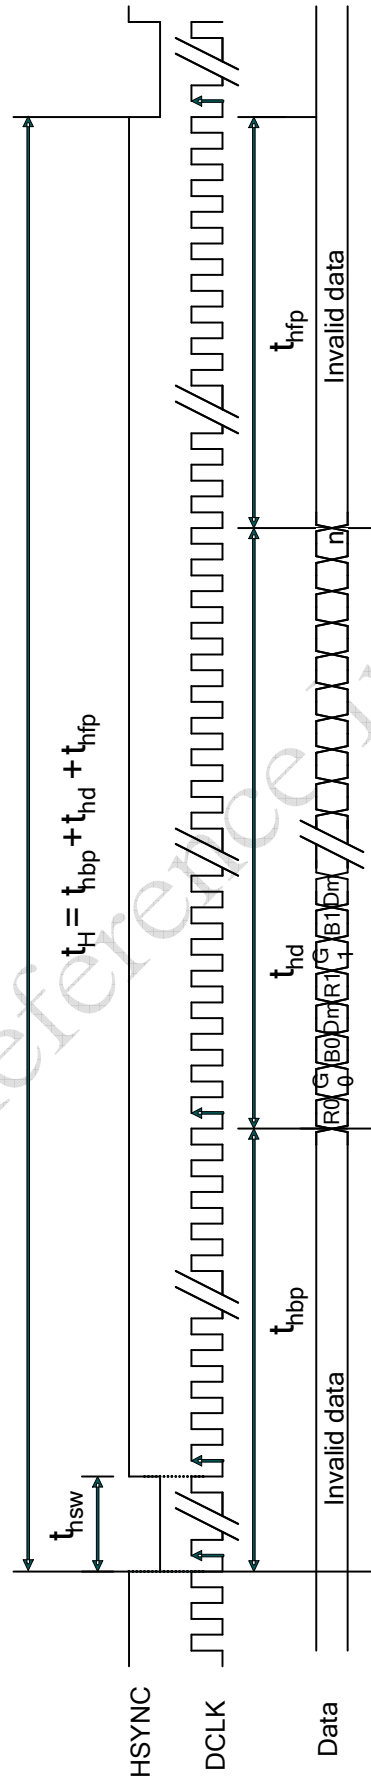 t_H = t_hbp + t_hd + t_hfp
t_hsw
HSYNC
DCLK
t_hbp
t_hd
t_hfp
Data
Invalid data
R0 G0 B0 Dm R1 G1 B1 Dm
n
Invalid data